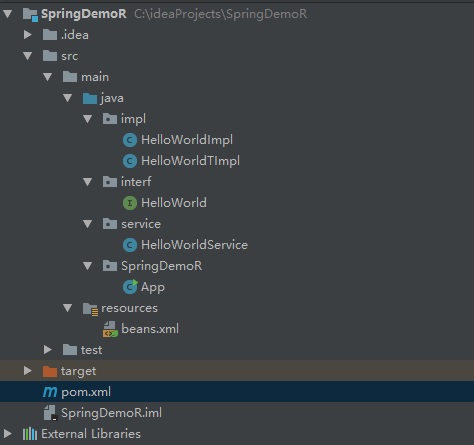 SpringDemoR C:\ideaProjects\SpringDemoR
.idea
src
main
java
impl
HelloWorldImpl
HelloWorldTImpl
interf
HelloWorld
service
HelloWorldService
SpringDemoR
App
resources
beans.xml
test
target
pom.xml
SpringDemoR.iml
External Libraries